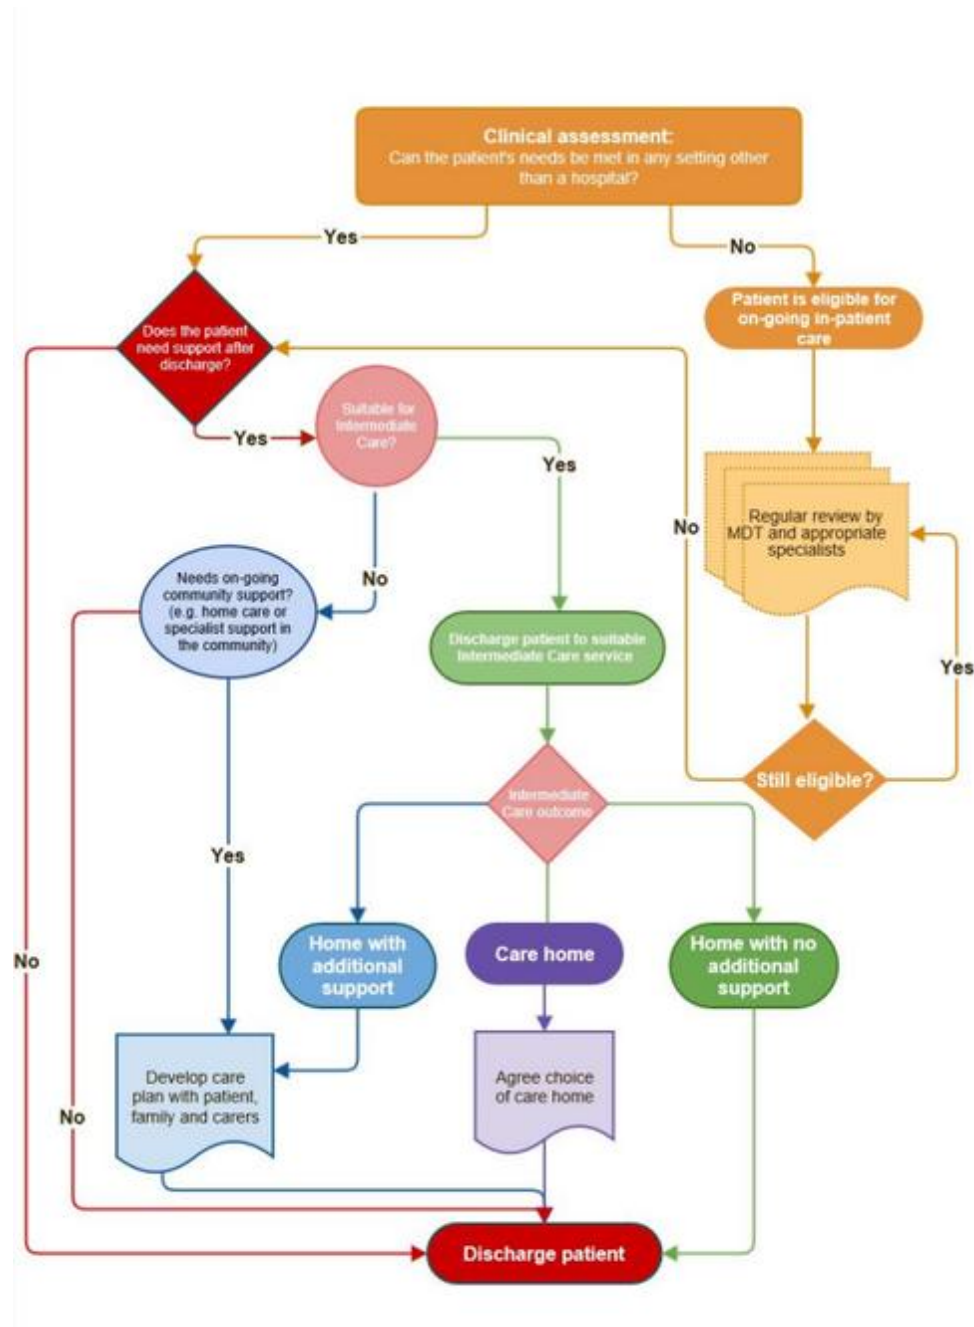 Clinical assessment:
Can the patient's needs be met in any setting other
than a hospital?
Yes
No
Patient is eligible for
on-going in-patient
care
Does the patient
need support after
discharge?
Suitable for
Intermediate
Care?
Yes
Yes
Regular review by
MDT and appropriate
specialists
No
Needs on-going
community support?
(e.g. home care or
specialist support in
the community)
No
Discharge patient to suitable
Intermediate Care service
Yes
Still eligible?
Intermediate
Care outcome
Yes
Home with
additional
support
Care home
Home with no
additional
support
No
Develop care
plan with patient,
family and carers
Agree choice
of care home
No
Discharge patient